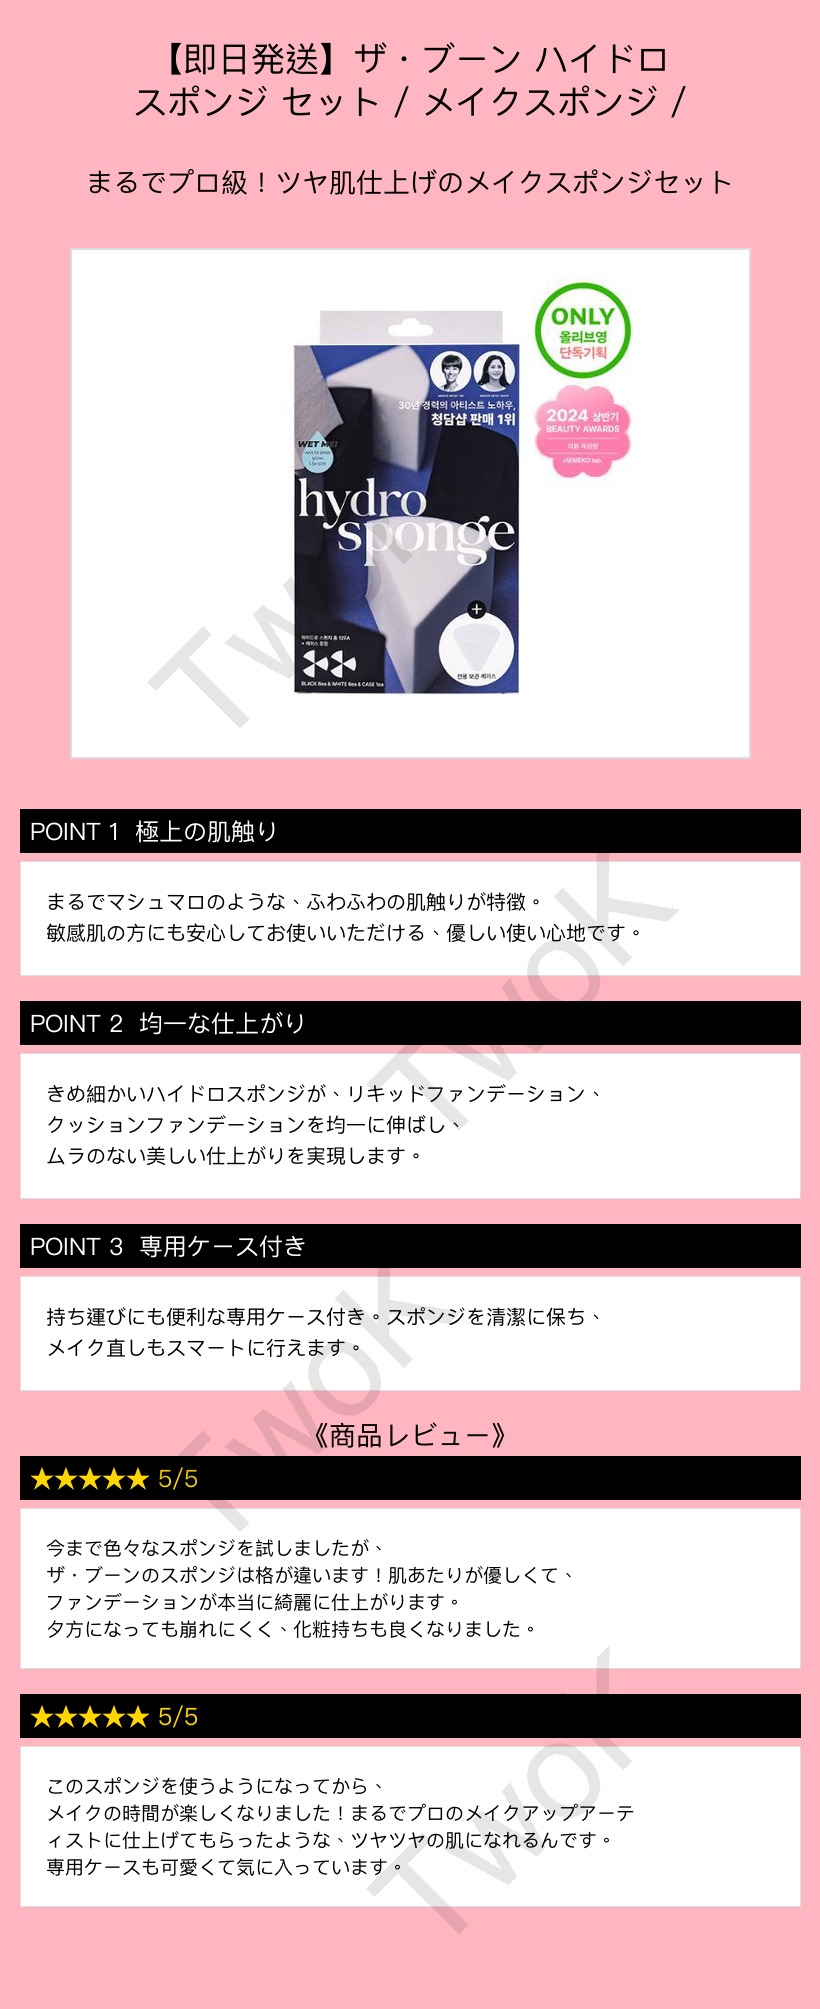 【即日発送】ザ・ブーン ハイドロ
スポンジ セット / メイクスポンジ /
まるでプロ級！ツヤ肌仕上げのメイクスポンジセット
ONLY
올리브영
단독기획
2024 상반기
BEAUTY AWARDS
리뷰 작성왕
HEMEKO lab.
30년 경력의 아티스트 노하우,
청담샵 판매 1위
WET ME!
hydro
sponge
+
하이드로 스펀지 총 12EA
+ 케이스 증정
전용 보관 케이스
BLACK 6ea & WHITE 6ea & CASE 1ea
TwoK
POINT 1 極上の肌触り
まるでマシュマロのような、ふわふわの肌触りが特徴。
敏感肌の方にも安心してお使いいただける、優しい使い心地です。
TwoK
POINT 2 均一な仕上がり
きめ細かいハイドロスポンジが、リキッドファンデーション、
クッションファンデーションを均一に伸ばし、
ムラのない美しい仕上がりを実現します。
POINT 3 専用ケース付き
持ち運びにも便利な専用ケース付き。スポンジを清潔に保ち、
メイク直しもスマートに行えます。
TwoK
《商品レビュー》
★★★★★ 5/5
今まで色々なスポンジを試しましたが、
ザ・ブーンのスポンジは格が違います！肌あたりが優しくて、
ファンデーションが本当に綺麗に仕上がります。
夕方になっても崩れにくく、化粧持ちも良くなりました。
★★★★★ 5/5
このスポンジを使うようになってから、
メイクの時間が楽しくなりました！まるでプロのメイクアップアーテ
ィストに仕上げてもらったような、ツヤツヤの肌になれるんです。
専用ケースも可愛くて気に入っています。
TwoK